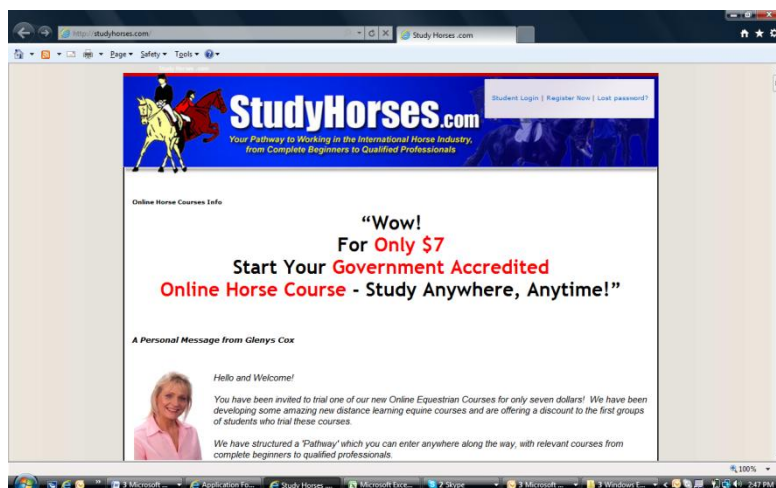 http://studyhorses.com/
Study Horses .com
Page Safety Tools
StudyHorses.com
Student Login | Register Now | Lost password?
Your Pathway to Working in the International Horse Industry,
from Complete Beginners to Qualified Professionals
Online Horse Courses Info
“Wow!
For Only $7
Start Your Government Accredited
Online Horse Course - Study Anywhere, Anytime!”
A Personal Message from Glenys Cox
Hello and Welcome!
You have been invited to trial one of our new Online Equestrian Courses for only seven dollars! We have been
developing some amazing new distance learning equine courses and are offering a discount to the first groups
of students who trial these courses.
We have structured a 'Pathway' which you can enter anywhere along the way, with relevant courses from
complete beginners to qualified professionals.
100%
3 Microsoft ... Application Fo... Study Horses ... Microsoft Exce... 2 Skype 3 Microsoft ... 3 Windows E... 2:47 PM